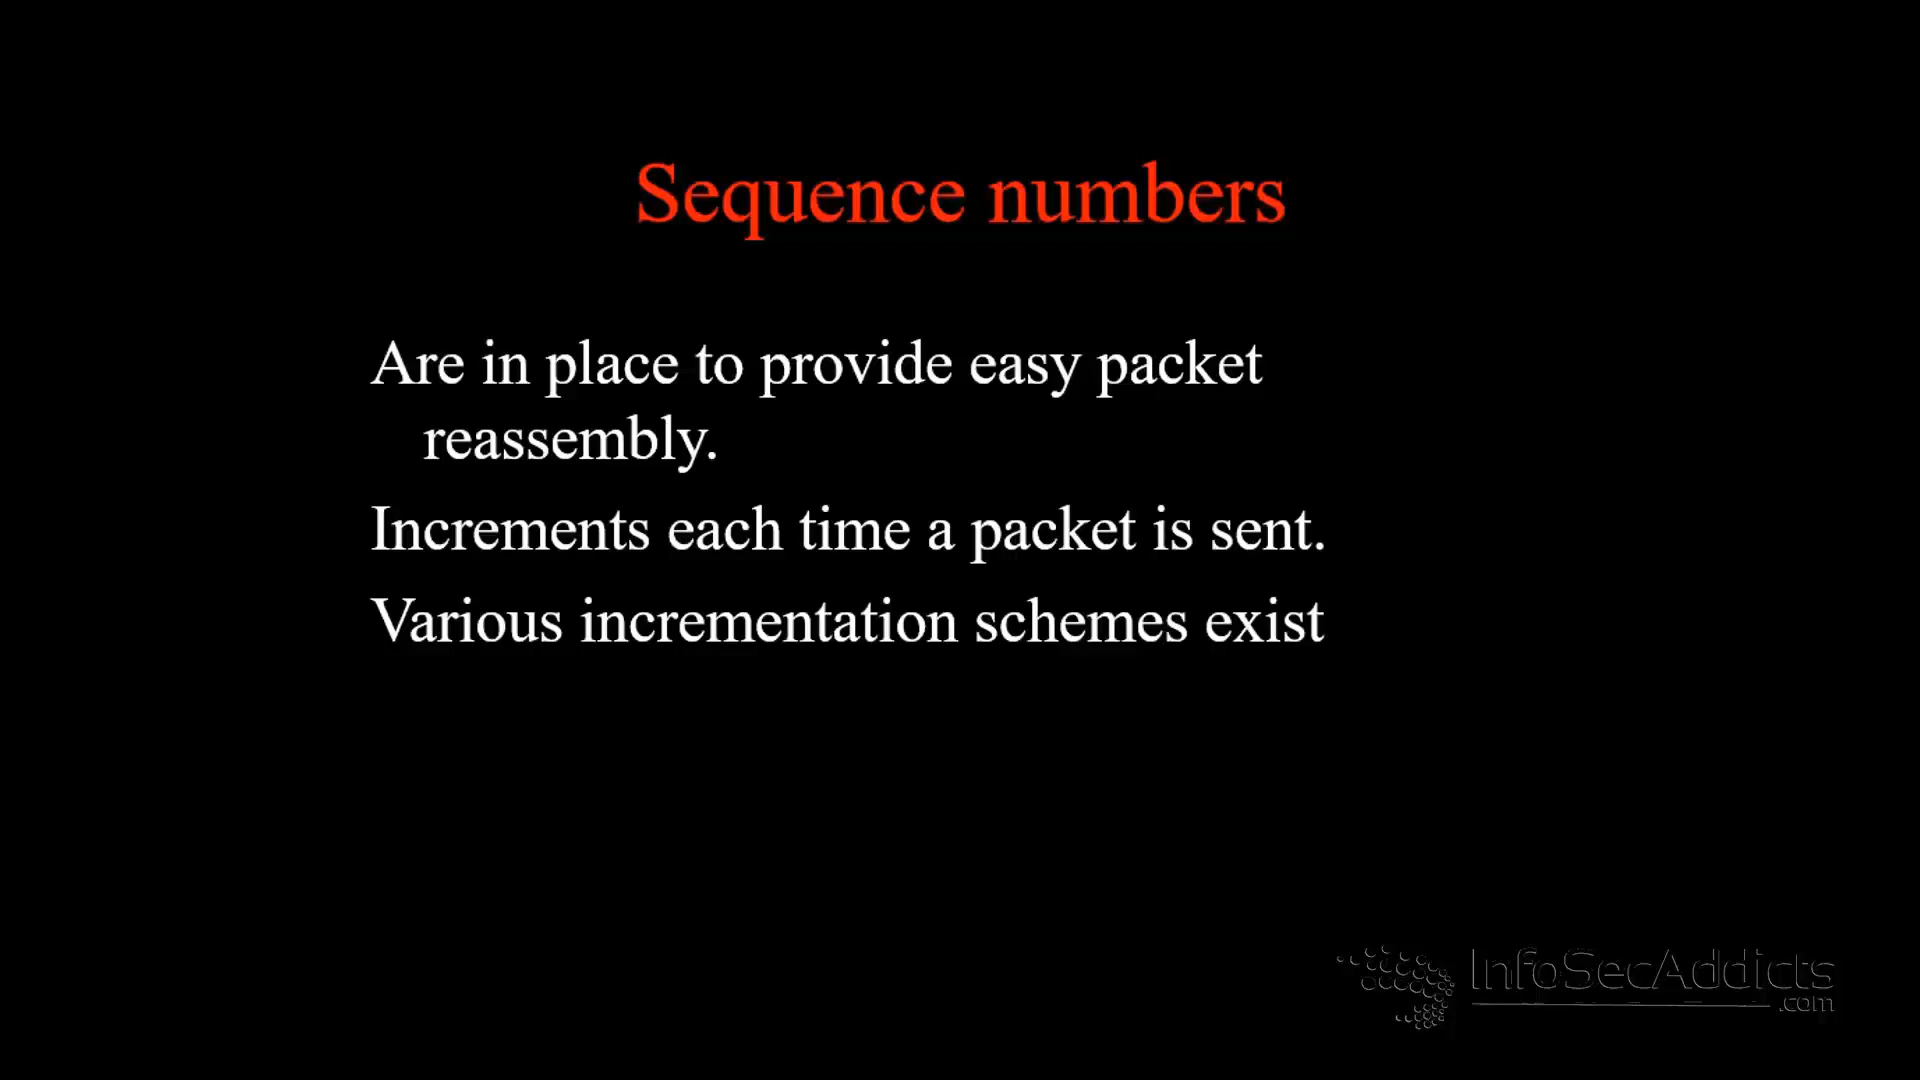 Sequence numbers
Are in place to provide easy packet
reassembly.
Increments each time a packet is sent.
Various incrementation schemes exist
InfoSecAddicts
.com